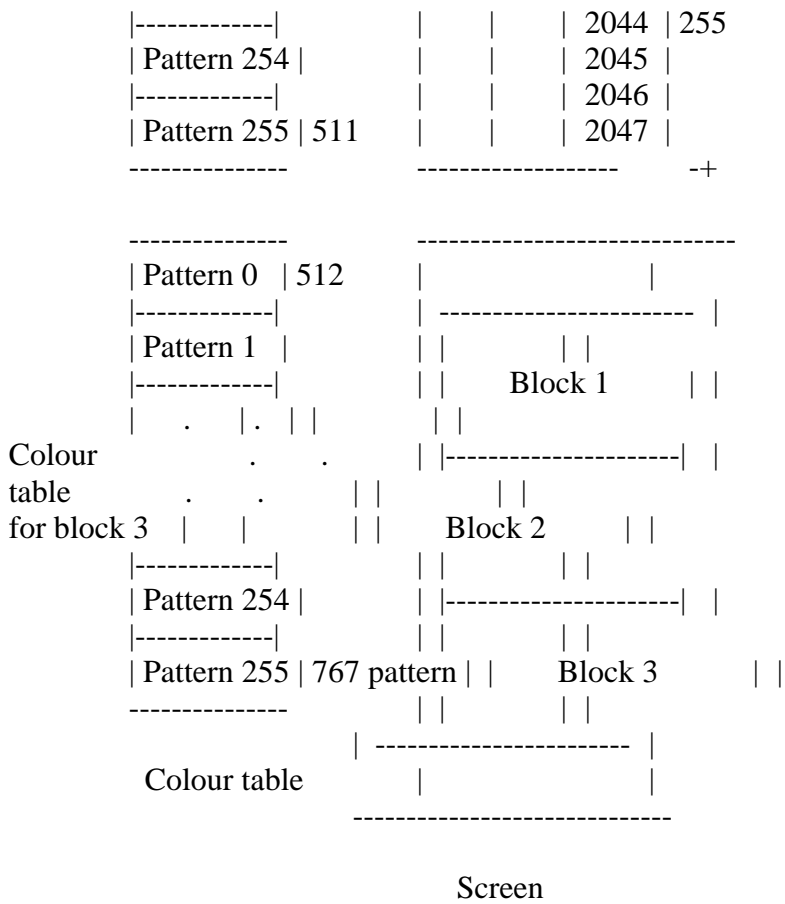 |-------------| | | | 2044 | 255
| Pattern 254 | | | | 2045 |
|-------------| | | | 2046 |
| Pattern 255 | 511 | | | 2047 |
--------------- ------------------- -+
--------------- ------------------------------
| Pattern 0 | 512 | |
|-------------| | ------------------------ |
| Pattern 1 | | | | |
|-------------| | | Block 1 | |
| . | . | | | |
Colour . . | |----------------------| |
table . . | | | |
for block 3 | | | | Block 2 | |
|-------------| | | | |
| Pattern 254 | | |----------------------| |
|-------------| | | | |
| Pattern 255 | 767 pattern | | Block 3 | |
--------------- | | | |
| ------------------------ |
Colour table | |
------------------------------
Screen